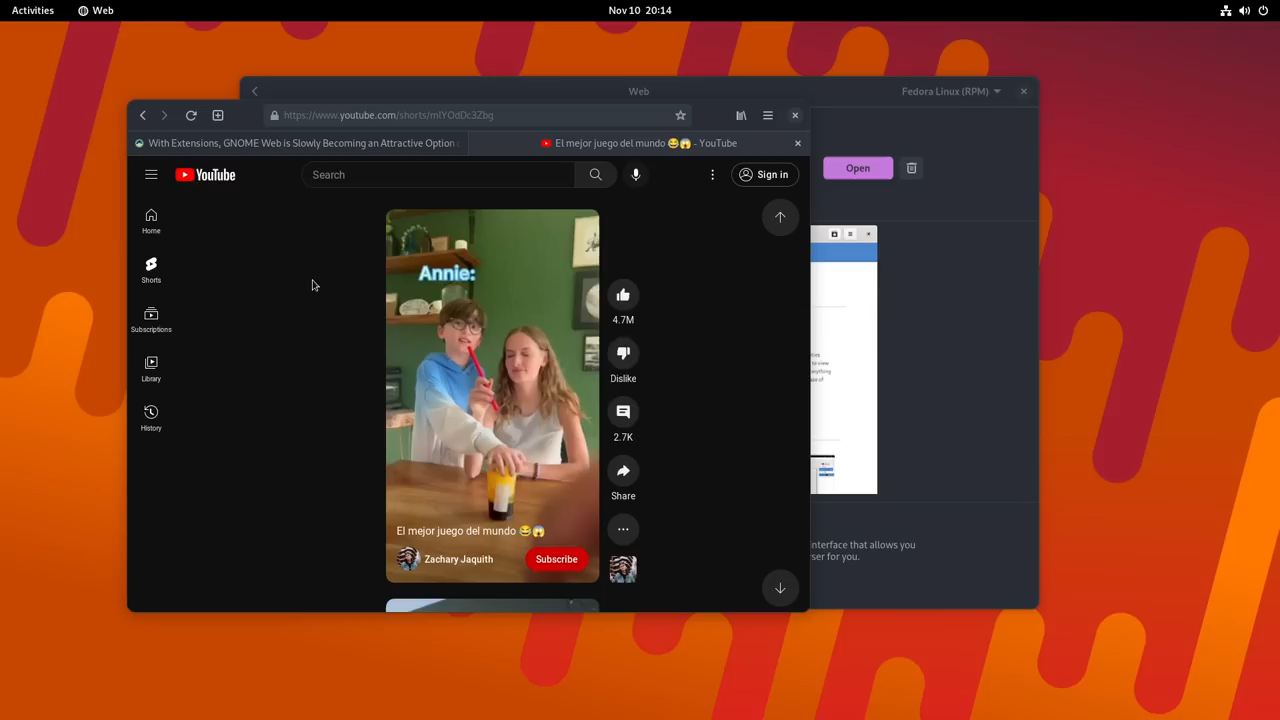 Activities
Web
Nov 10 20:14
Web
Fedora Linux (RPM)
https://www.youtube.com/shorts/mlYOdDc3Zbg
With Extensions, GNOME Web is Slowly Becoming an Attractive Option
El mejor juego del mundo 😂😱 - YouTube
YouTube
Search
Sign in
Open
Home
Shorts
Subscriptions
Library
History
Annie:
4.7M
Dislike
2.7K
Share
El mejor juego del mundo 😂😱
Zachary Jaquith
Subscribe
to view
nterface that allows you
ser for you.